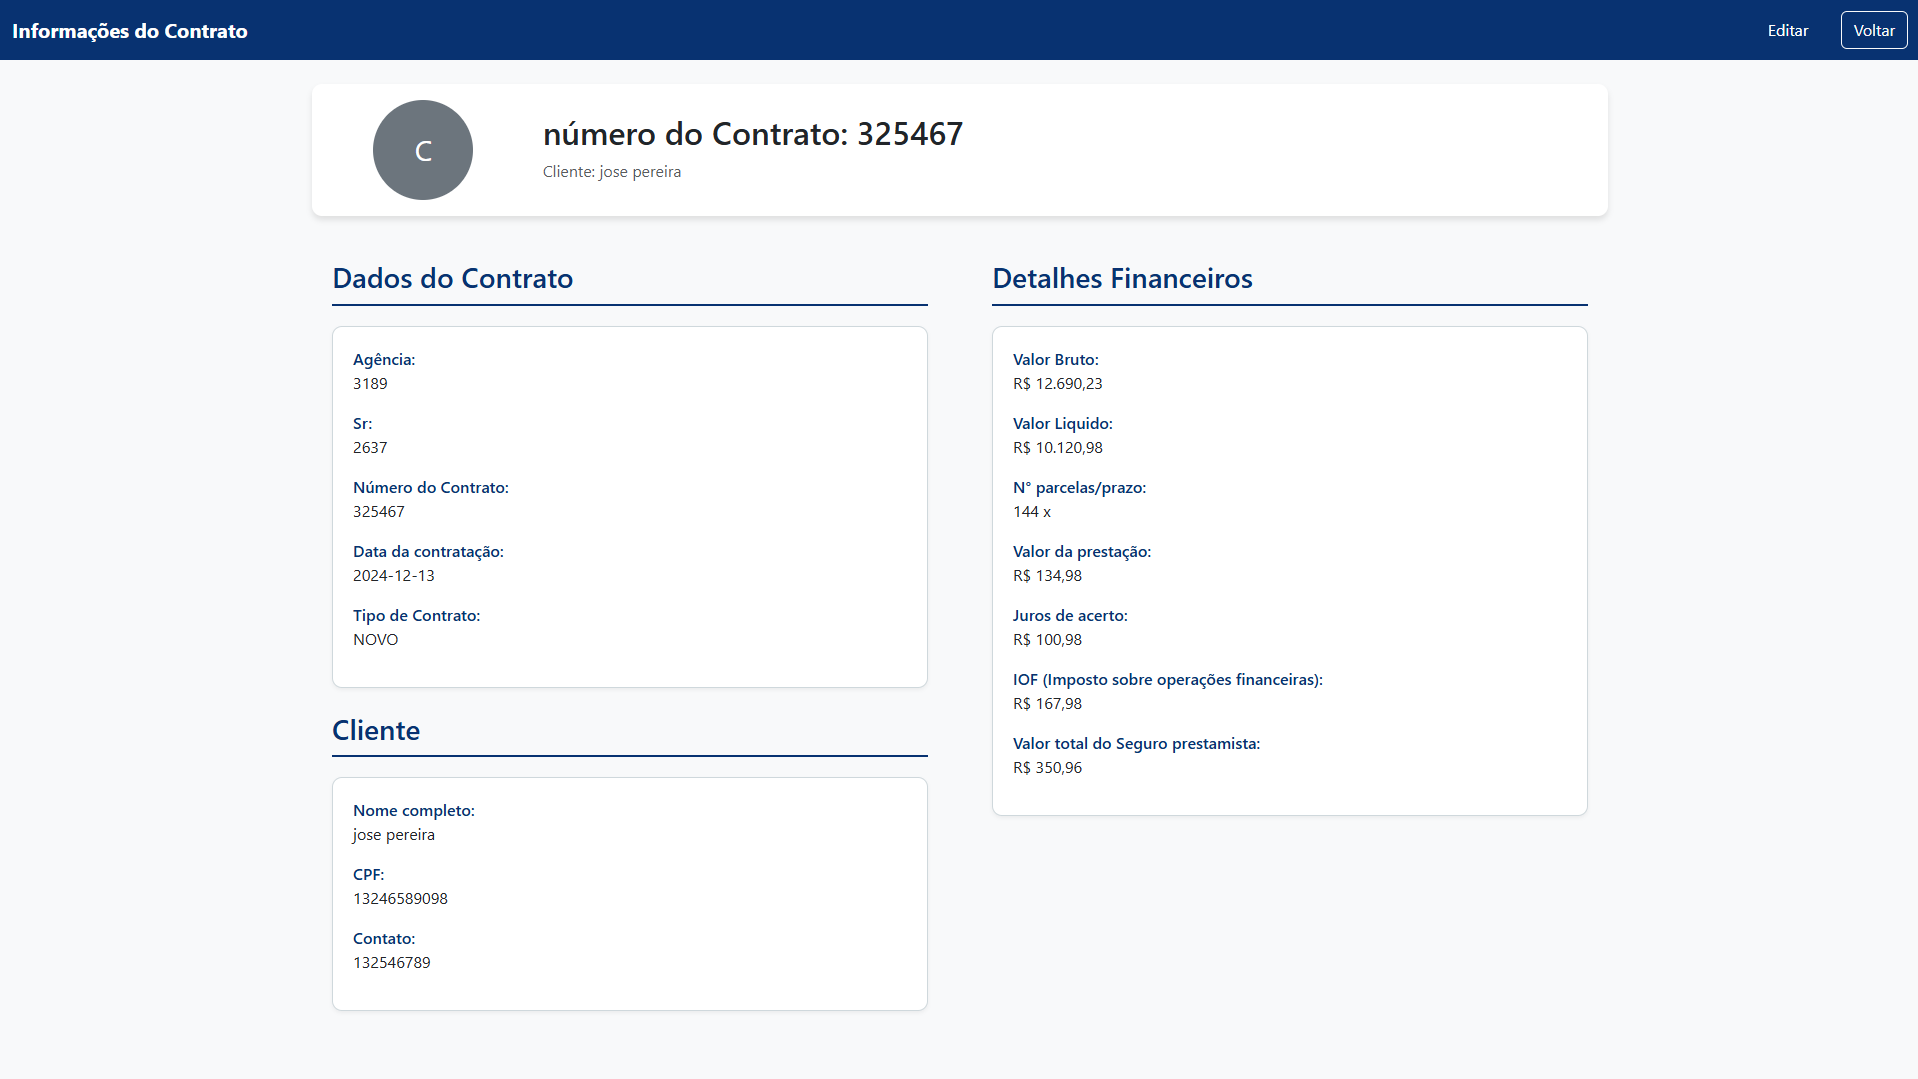 Informações do Contrato
Editar
Voltar
C
número do Contrato: 325467
Cliente: jose pereira
Dados do Contrato
Agência:
3189
Sr:
2637
Número do Contrato:
325467
Data da contratação:
2024-12-13
Tipo de Contrato:
NOVO
Cliente
Nome completo:
jose pereira
CPF:
13246589098
Contato:
132546789
Detalhes Financeiros
Valor Bruto:
R$ 12.690,23
Valor Liquido:
R$ 10.120,98
N° parcelas/prazo:
144 x
Valor da prestação:
R$ 134,98
Juros de acerto:
R$ 100,98
IOF (Imposto sobre operações financeiras):
R$ 167,98
Valor total do Seguro prestamista:
R$ 350,96